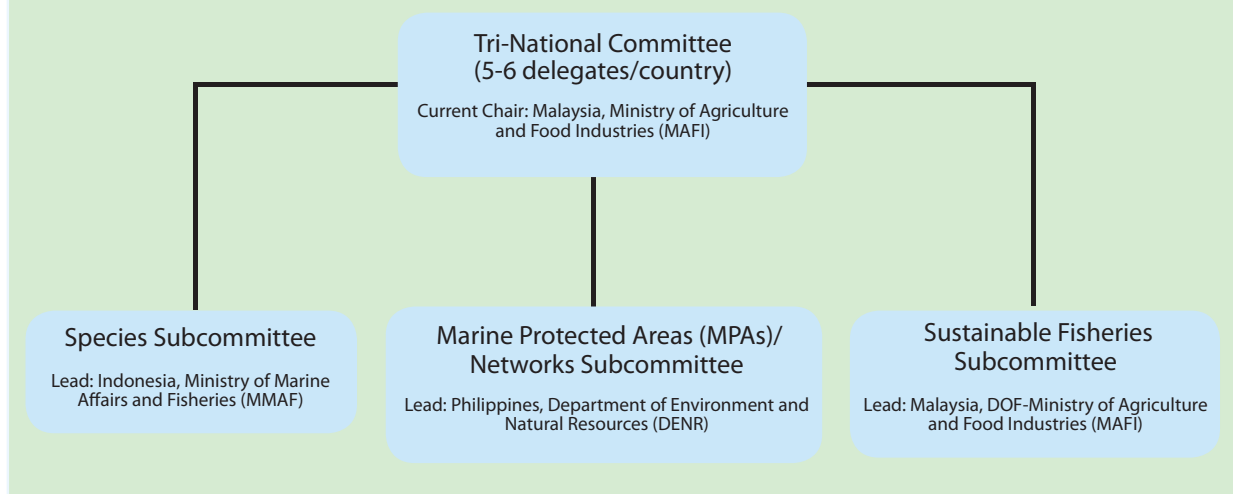 Tri-National Committee
(5-6 delegates/country)
Current Chair: Malaysia, Ministry of Agriculture
and Food Industries (MAFI)
Species Subcommittee
Lead: Indonesia, Ministry of Marine
Affairs and Fisheries (MMAF)
Marine Protected Areas (MPAs)/
Networks Subcommittee
Lead: Philippines, Department of Environment and
Natural Resources (DENR)
Sustainable Fisheries
Subcommittee
Lead: Malaysia, DOF-Ministry of Agriculture
and Food Industries (MAFI)